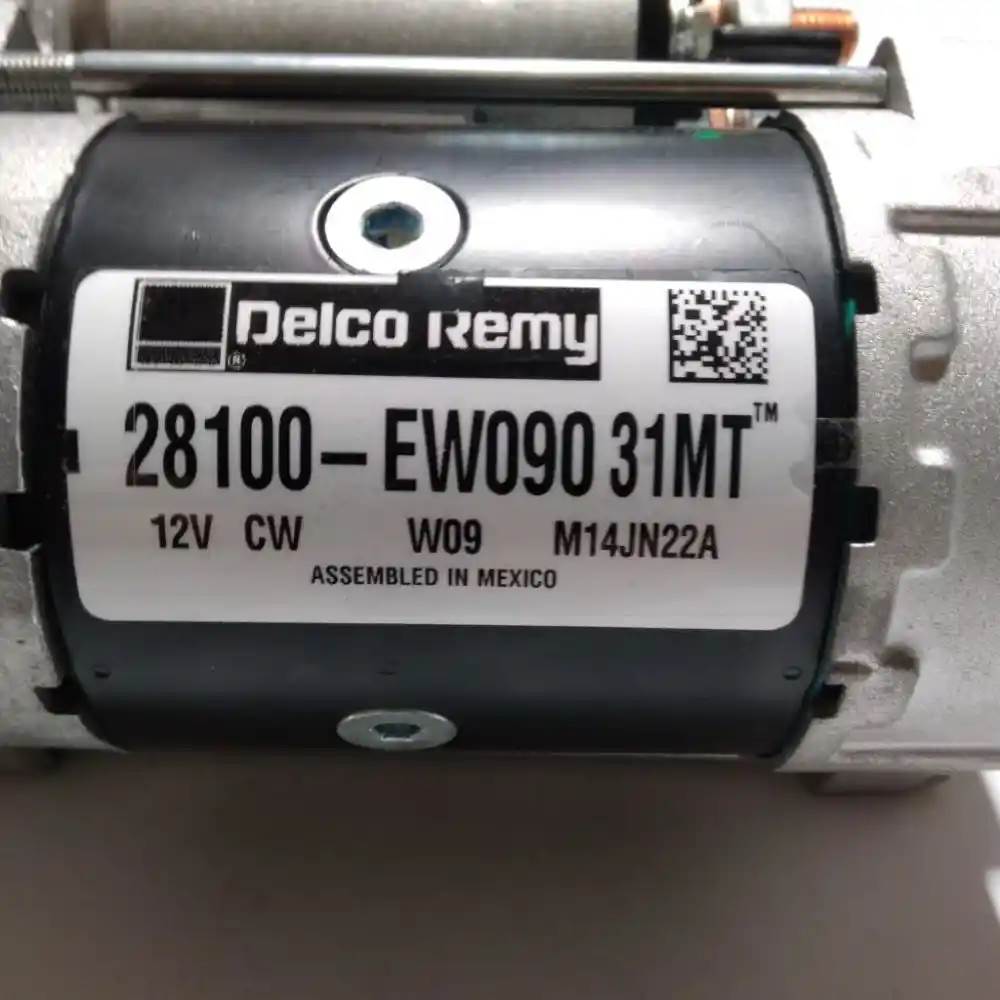 Delco Remy ®
28100-EW090 31MT™
12V CW W09 M14JN22A
ASSEMBLED IN MEXICO